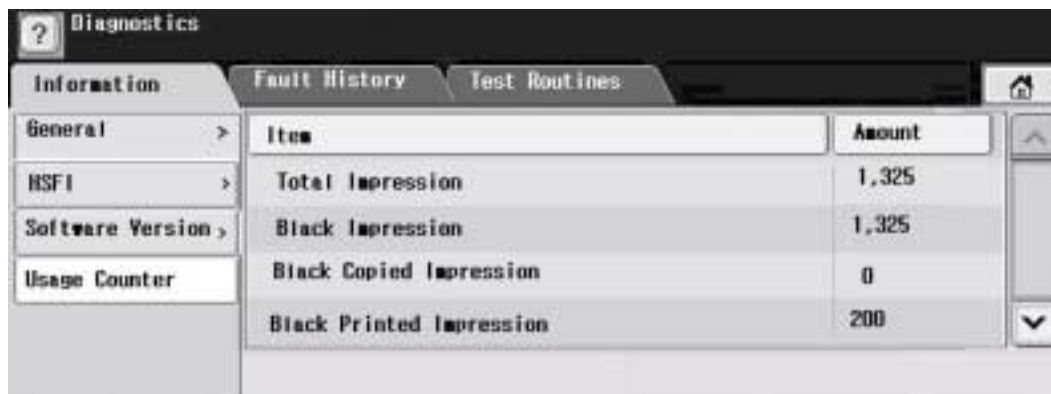 ? Diagnostics
Information Fault History Test Routines
General > Item Amount
HSFI > Total Impression 1,325
Software Version > Black Impression 1,325
Usage Counter Black Copied Impression 0
Black Printed Impression 200